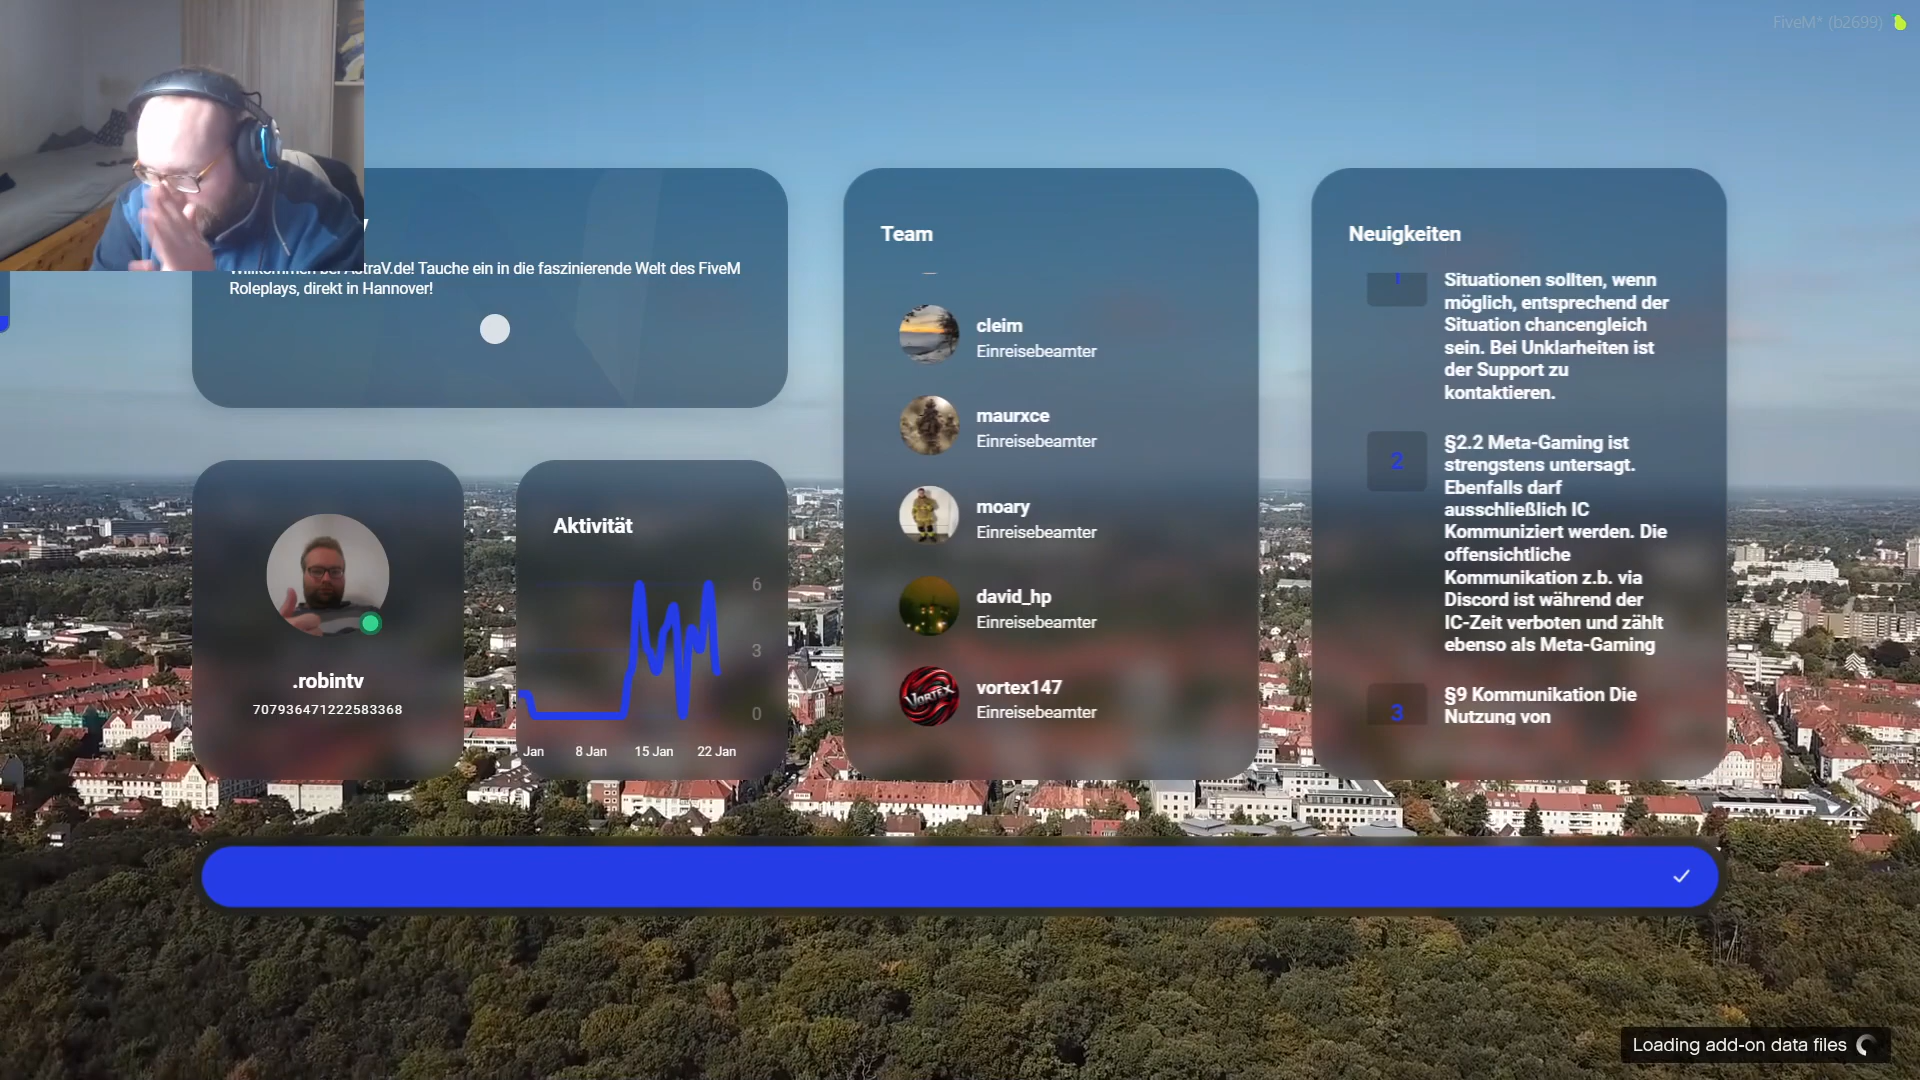 FiveM* (b2699)
Willkommen bei AstraV.de! Tauche ein in die faszinierende Welt des FiveM
Roleplays, direkt in Hannover!
.robintv
707936471222583368
Aktivität
6
3
0
Jan
8 Jan
15 Jan
22 Jan
Team
cleim
Einreisebeamter
maurxce
Einreisebeamter
moary
Einreisebeamter
david_hp
Einreisebeamter
VORTEX
vortex147
Einreisebeamter
Neuigkeiten
1
Situationen sollten, wenn
möglich, entsprechend der
Situation chancengleich
sein. Bei Unklarheiten ist
der Support zu
kontaktieren.
2
§2.2 Meta-Gaming ist
strengstens untersagt.
Ebenfalls darf
ausschließlich IC
Kommuniziert werden. Die
offensichtliche
Kommunikation z.b. via
Discord ist während der
IC-Zeit verboten und zählt
ebenso als Meta-Gaming
3
§9 Kommunikation Die
Nutzung von
Loading add-on data files